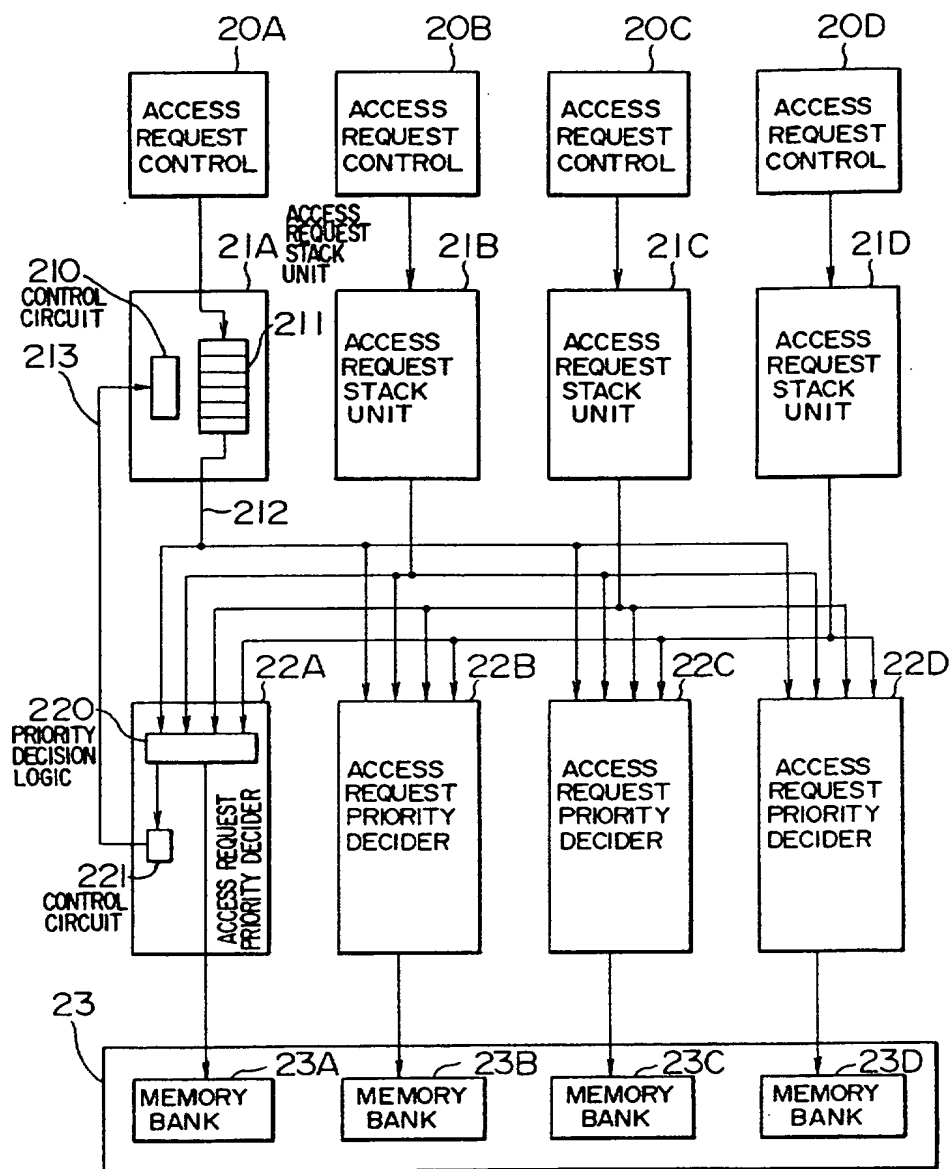 20A
20B
20C
20D
ACCESS
REQUEST
CONTROL
ACCESS
REQUEST
CONTROL
ACCESS
REQUEST
CONTROL
ACCESS
REQUEST
CONTROL
21A
ACCESS
REQUEST
STACK
UNIT
21B
21C
21D
210
CONTROL
CIRCUIT
213
211
212
ACCESS
REQUEST
STACK
UNIT
ACCESS
REQUEST
STACK
UNIT
ACCESS
REQUEST
STACK
UNIT
22A
22B
22C
22D
220
PRIORITY
DECISION
LOGIC
221
CONTROL
CIRCUIT
ACCESS REQUEST
PRIORITY DECIDER
ACCESS
REQUEST
PRIORITY
DECIDER
ACCESS
REQUEST
PRIORITY
DECIDER
ACCESS
REQUEST
PRIORITY
DECIDER
23
23A
23B
23C
23D
MEMORY
BANK
MEMORY
BANK
MEMORY
BANK
MEMORY
BANK